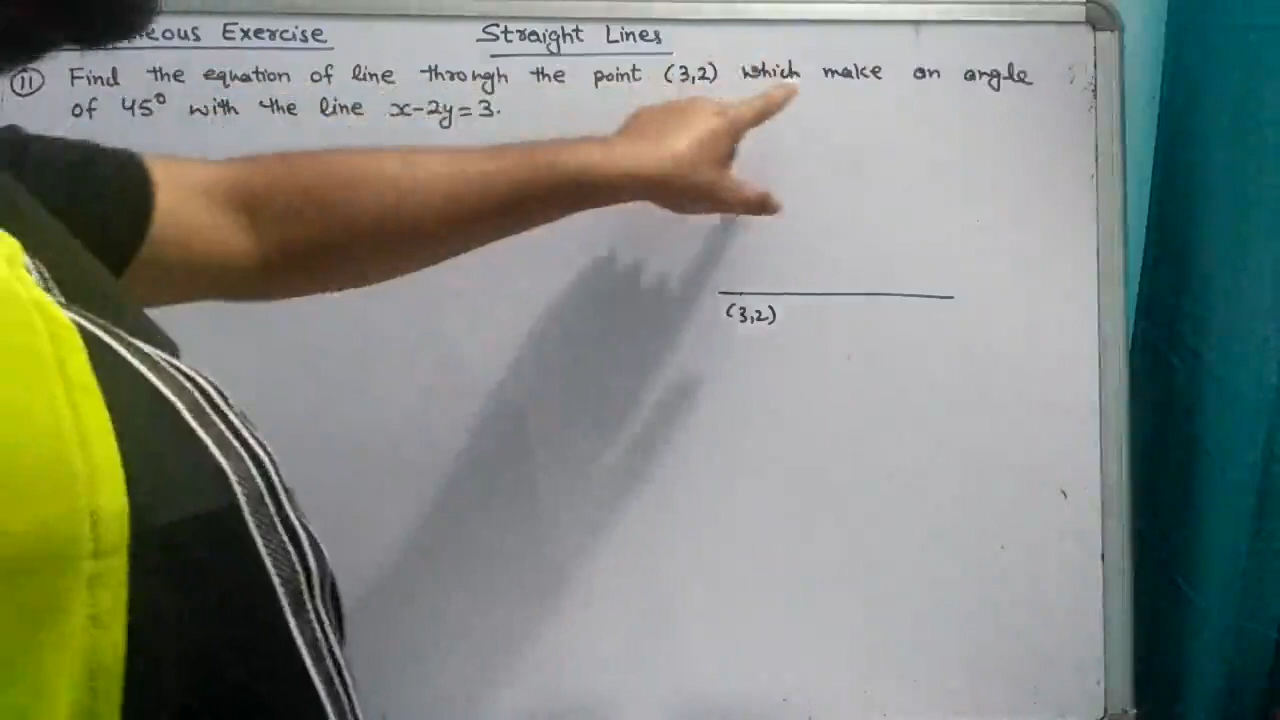 Exercise
Straight Lines
(11) Find the equation of line through the point (3,2) which make an angle
of 45° with the line x-2y=3.
(3,2)